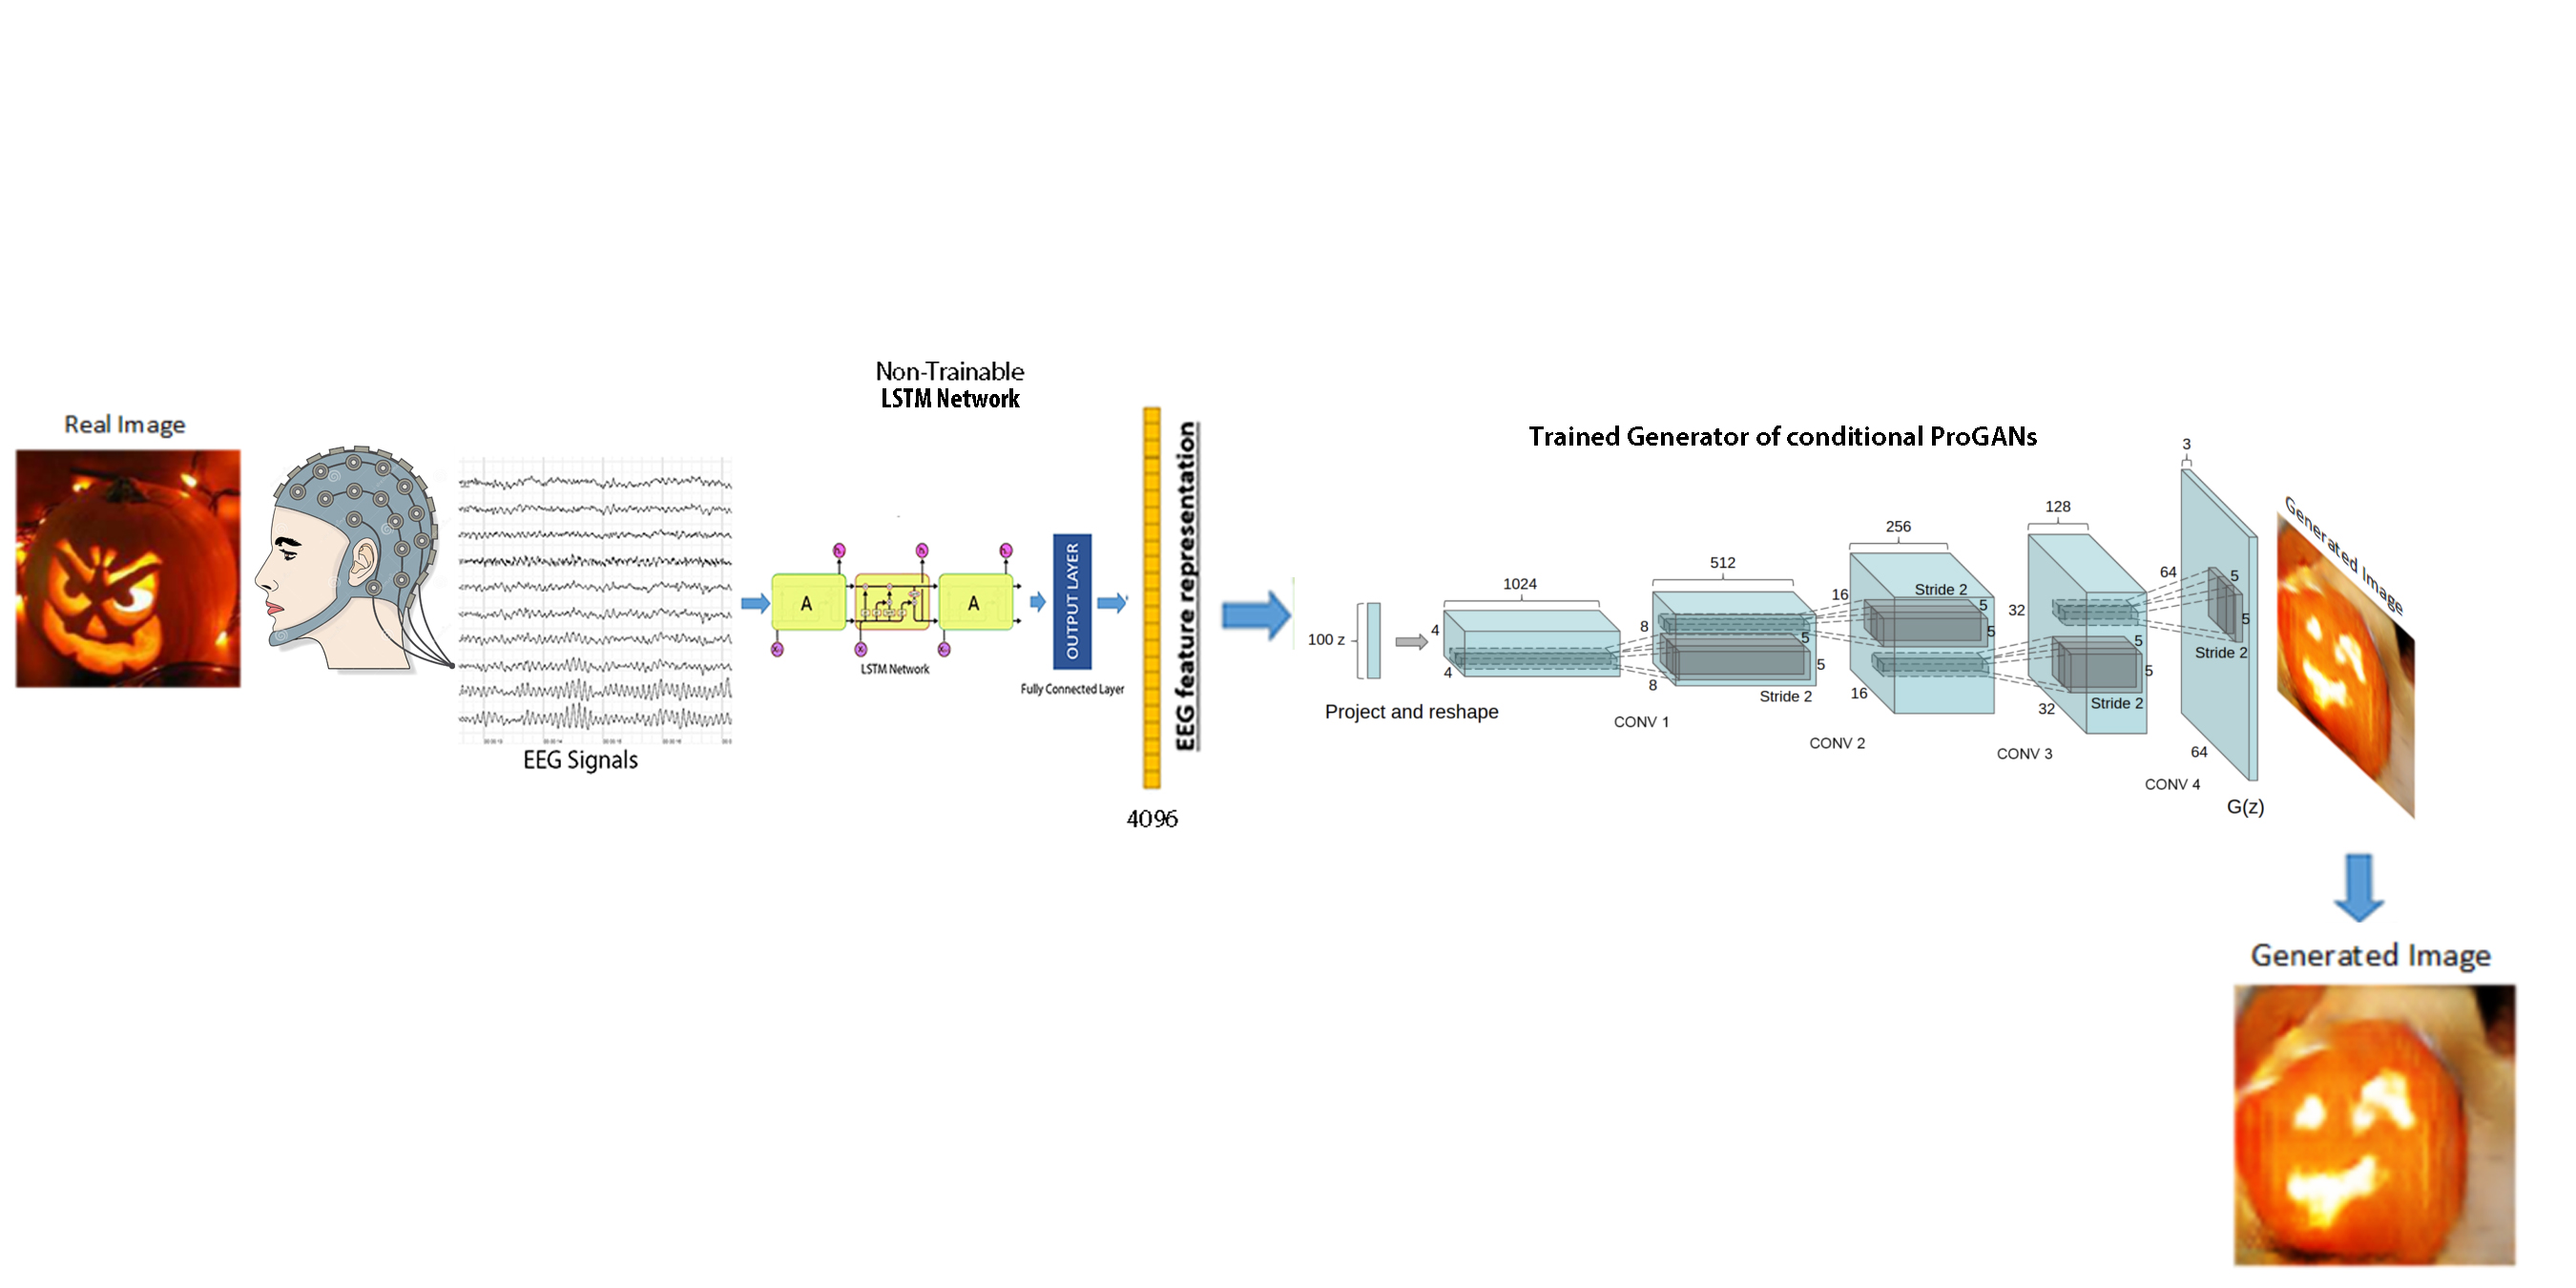 Real Image
EEG Signals
Non-Trainable
LSTM Network
A
A
LSTM Network
OUTPUT LAYER
Fully Connected Layer
EEG feature representation
4096
Trained Generator of conditional ProGANs
100 z
Project and reshape
1024
4
4
512
8
8
5
5
Stride 2
CONV 1
256
16
16
Stride 2
5
5
CONV 2
128
32
32
5
5
Stride 2
CONV 3
3
64
64
5
5
Stride 2
CONV 4
G(z)
Generated Image
Generated Image